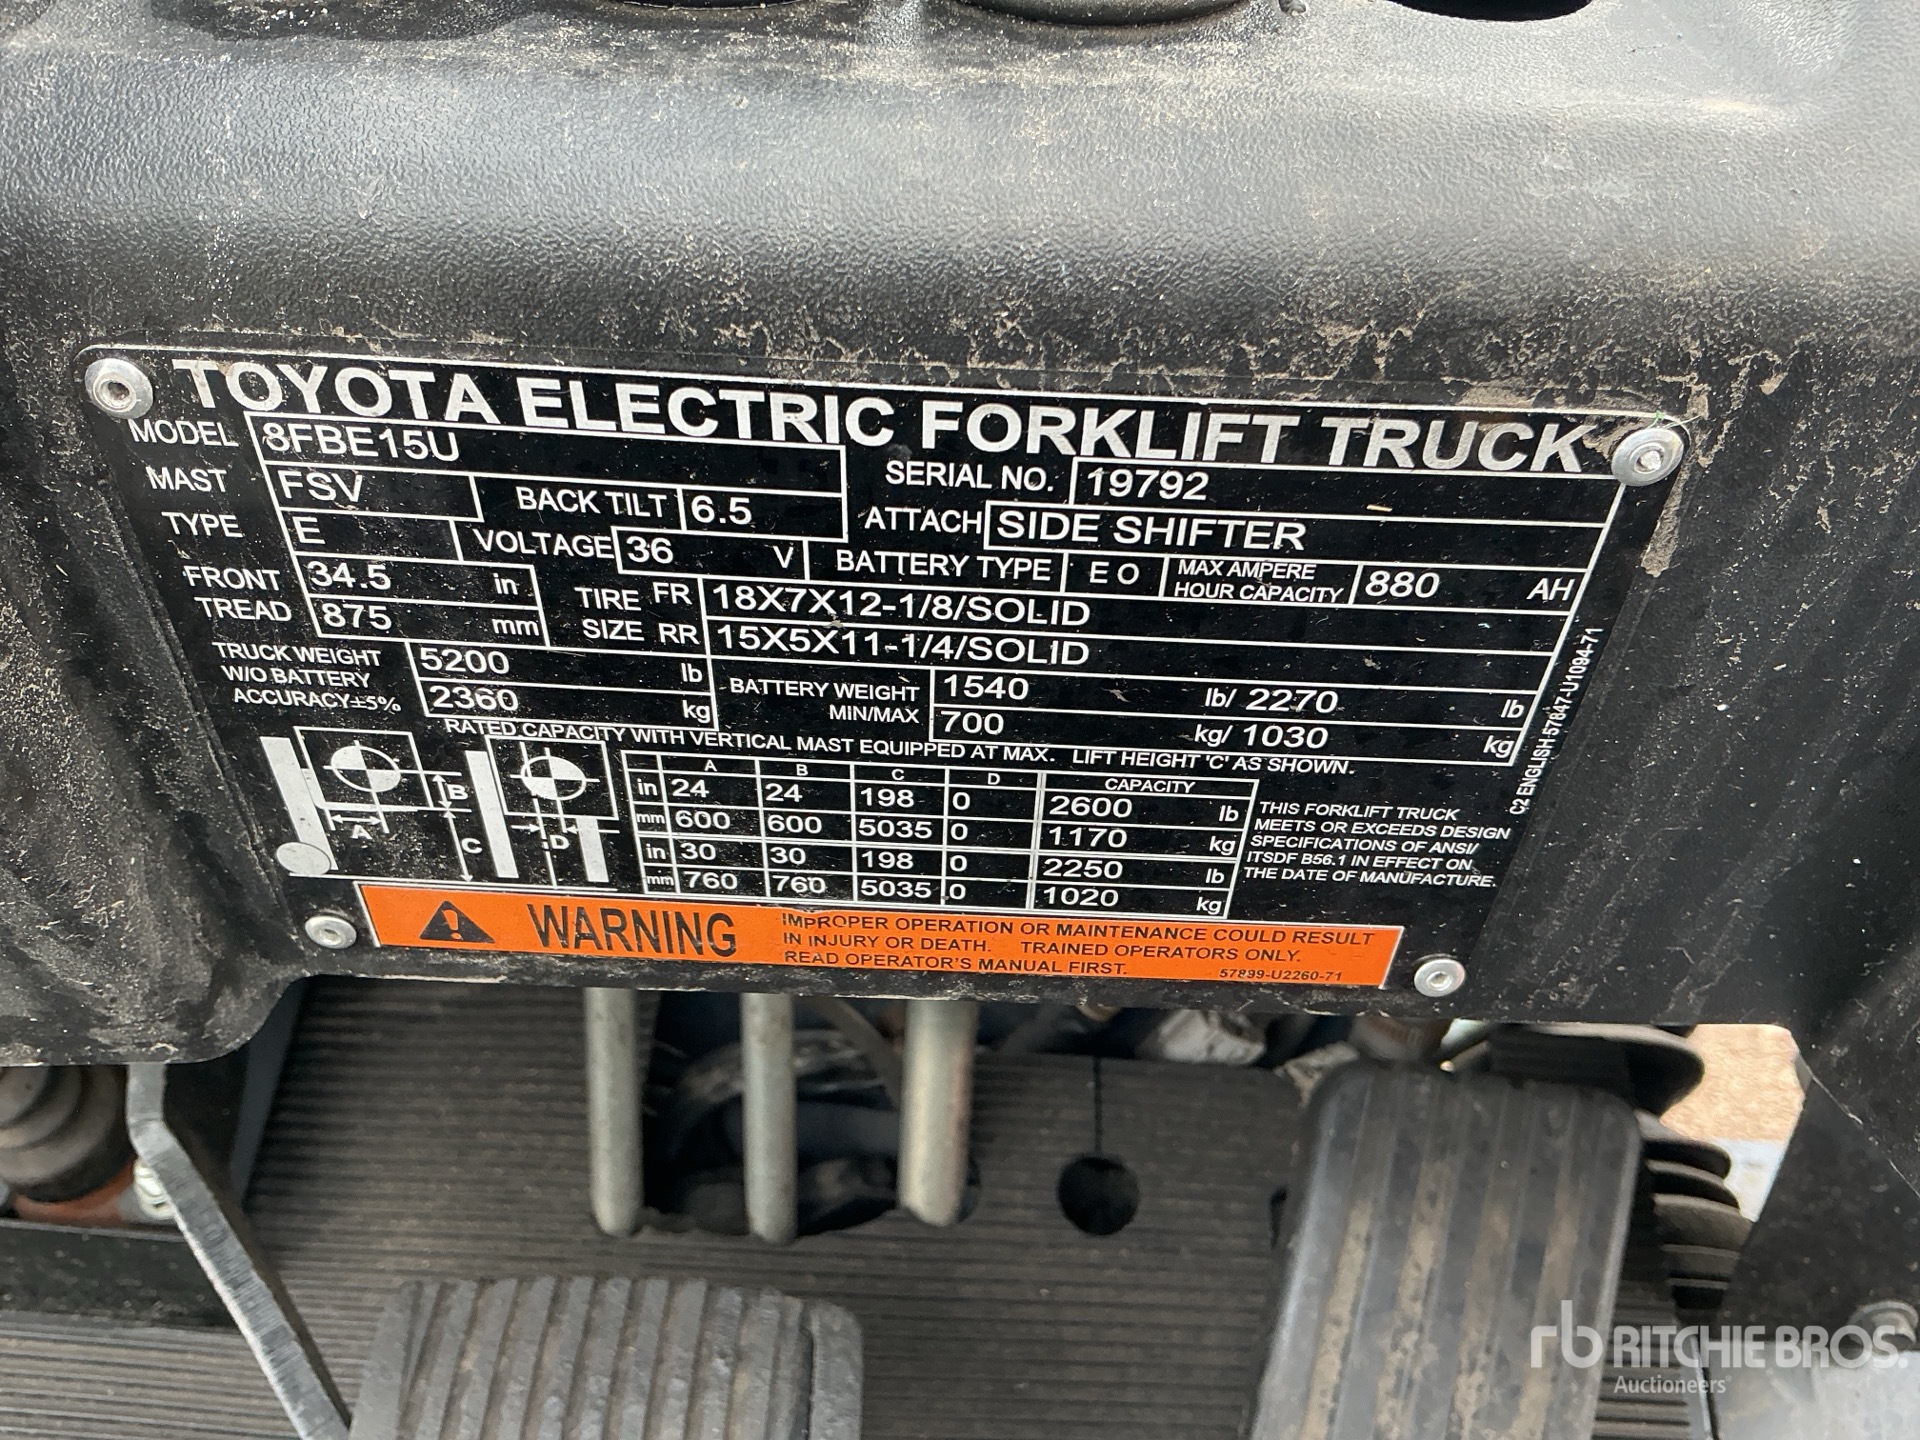 TOYOTA ELECTRIC FORKLIFT TRUCK
MODEL 8FBE15U SERIAL NO. 19792
MAST FSV BACK TILT 6.5 ATTACH SIDE SHIFTER
TYPE E VOLTAGE 36 V BATTERY TYPE E O MAX AMPERE HOUR CAPACITY 880 AH
FRONT TREAD 34.5 in TIRE SIZE FR 18X7X12-1/8/SOLID
875 mm RR 15X5X11-1/4/SOLID
TRUCK WEIGHT 5200 lb BATTERY WEIGHT 1540 lb/ 2270 lb
W/O BATTERY
ACCURACY±5% 2360 kg MIN/MAX 700 kg/ 1030 kg
RATED CAPACITY WITH VERTICAL MAST EQUIPPED AT MAX. LIFT HEIGHT 'C' AS SHOWN.
A B C D CAPACITY
in 24 24 198 0 2600 lb
mm 600 600 5035 0 1170 kg
in 30 30 198 0 2250 lb
mm 760 760 5035 0 1020 kg
B
A
C
D
THIS FORKLIFT TRUCK
MEETS OR EXCEEDS DESIGN
SPECIFICATIONS OF ANSI/
ITSDF B56.1 IN EFFECT ON
THE DATE OF MANUFACTURE.
C2 ENGLISH 57847-U1094-71
WARNING
IMPROPER OPERATION OR MAINTENANCE COULD RESULT
IN INJURY OR DEATH. TRAINED OPERATORS ONLY.
READ OPERATOR'S MANUAL FIRST. 57899-U2260-71
rb RITCHIE BROS.
Auctioneers